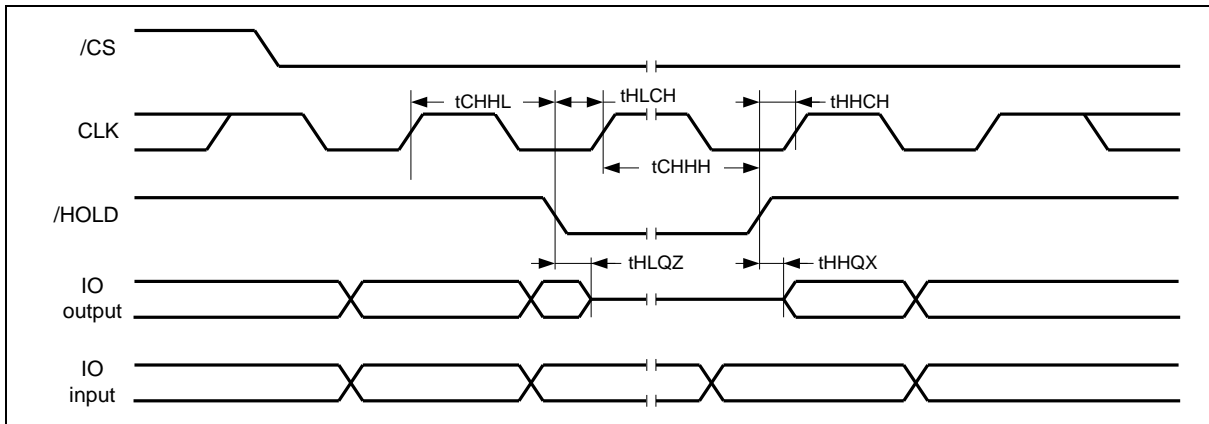 /CS
tCHHL
tHLCH
tHHCH
CLK
tCHHH
/HOLD
tHLQZ
tHHQX
IO
output
IO
input